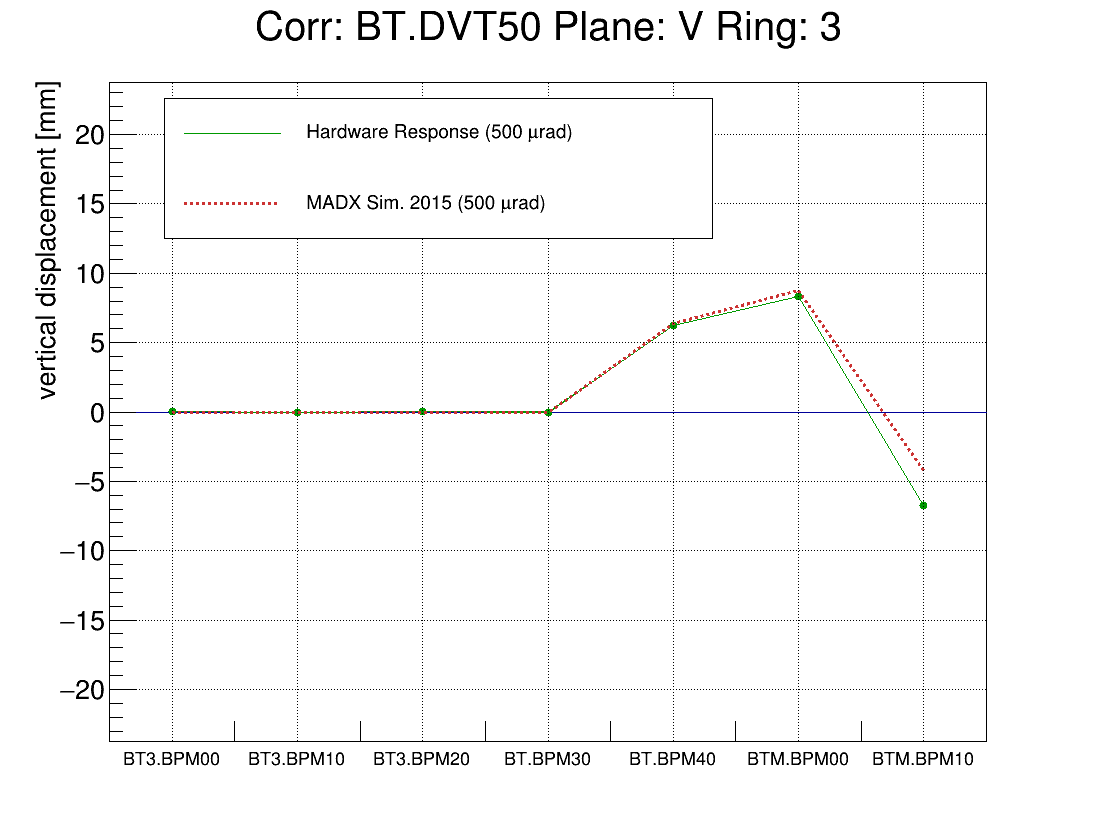 Corr: BT.DVT50 Plane: V Ring: 3
vertical displacement [mm]
Hardware Response (500 μrad)
MADX Sim. 2015 (500 μrad)
20
15
10
5
0
−5
−10
−15
−20
BT3.BPM00 BT3.BPM10 BT3.BPM20 BT.BPM30 BT.BPM40 BTM.BPM00 BTM.BPM10